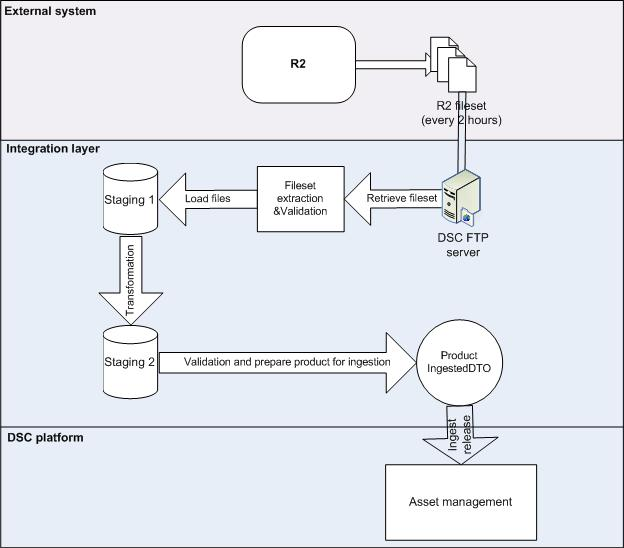 External system
R2
R2 fileset
(every 2 hours)
Integration layer
Staging 1
Load files
Fileset
extraction
&Validation
Retrieve fileset
DSC FTP
server
Transformation
Staging 2
Validation and prepare product for ingestion
Product
IngestedDTO
Ingest
release
DSC platform
Asset management